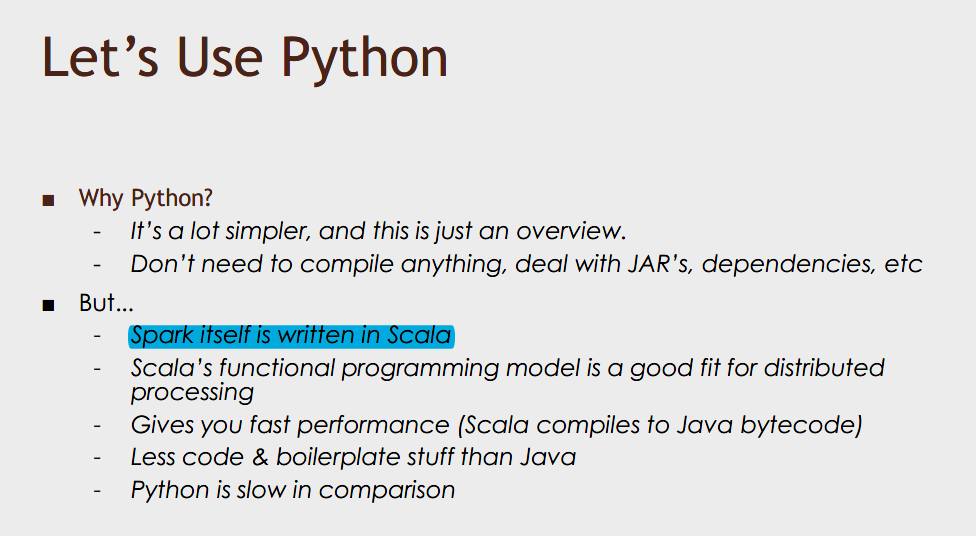 Let’s Use Python
■ Why Python?
- It’s a lot simpler, and this is just an overview.
- Don’t need to compile anything, deal with JAR’s, dependencies, etc
■ But...
- Spark itself is written in Scala
- Scala’s functional programming model is a good fit for distributed
processing
- Gives you fast performance (Scala compiles to Java bytecode)
- Less code & boilerplate stuff than Java
- Python is slow in comparison